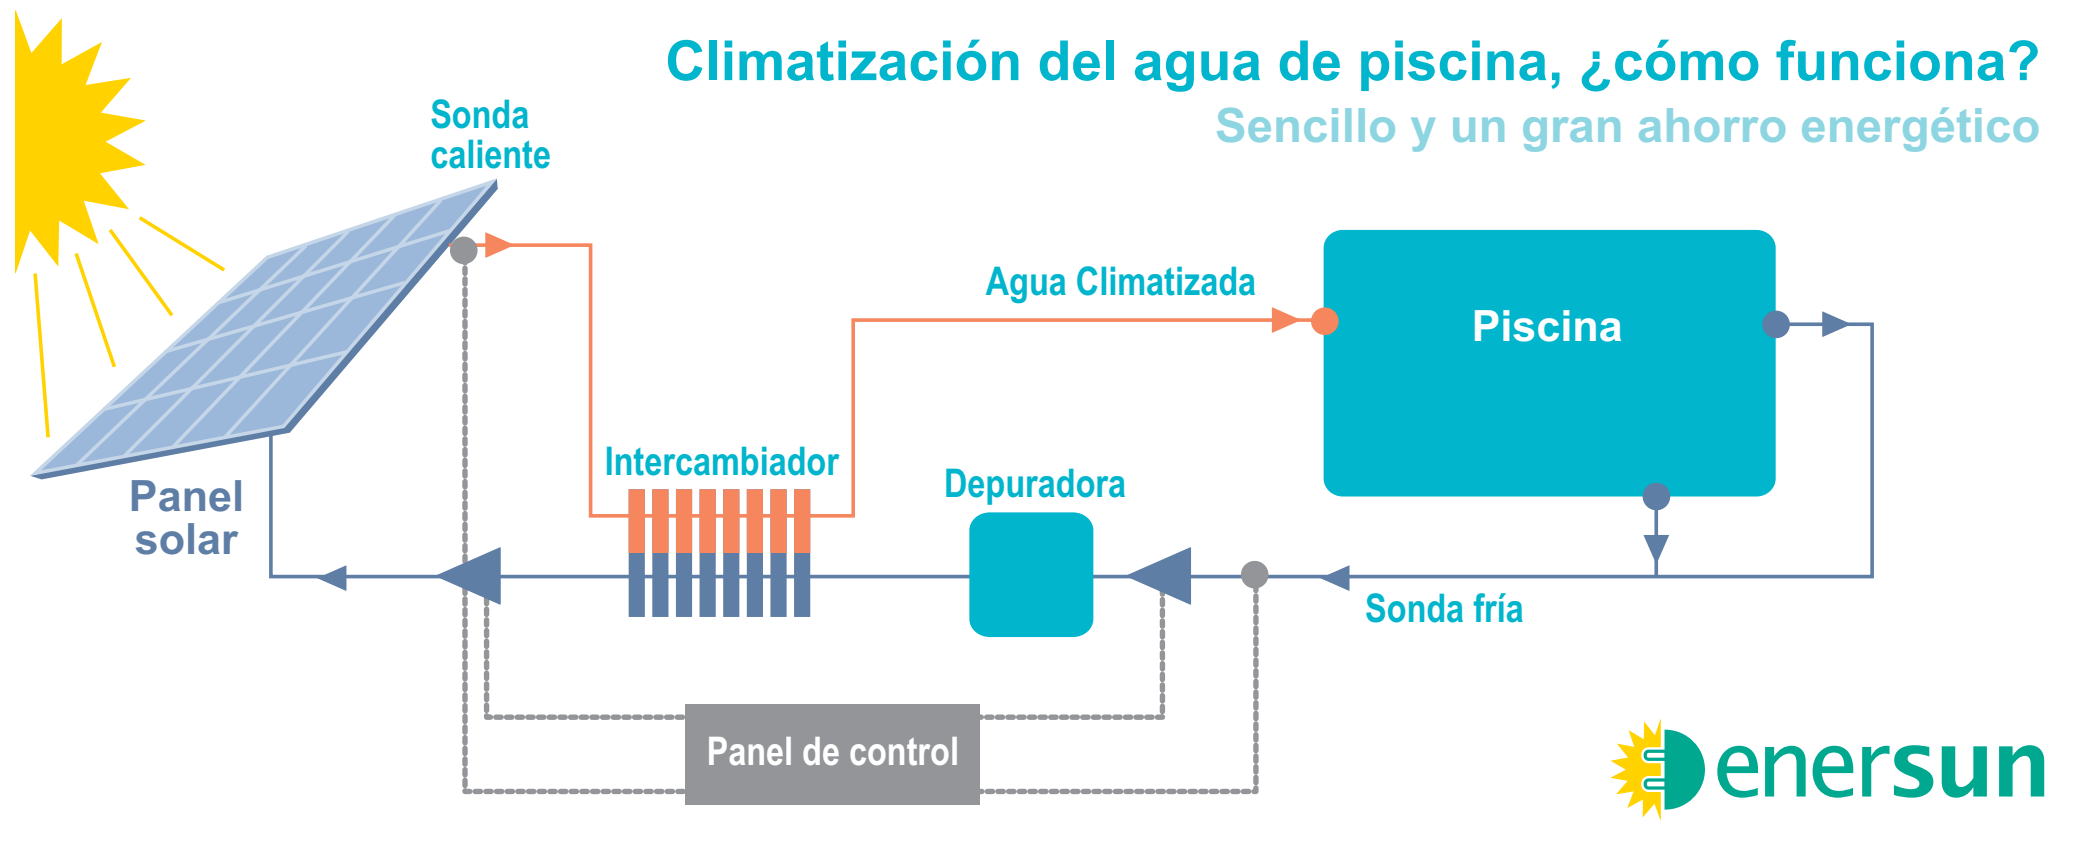 Climatización del agua de piscina, ¿cómo funciona?
Sencillo y un gran ahorro energético
Sonda
caliente
Agua Climatizada
Piscina
Intercambiador
Depuradora
Panel
solar
Sonda fría
Panel de control
enersun